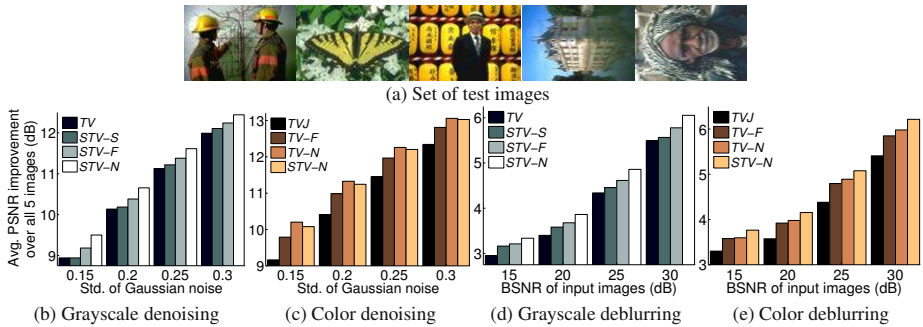 (a) Set of test images
Avg. PSNR improvement
over all 5 images (dB)
12
11
10
9
TV
STV-S
STV-F
STV-N
0.15 0.2 0.25 0.3
Std. of Gaussian noise
(b) Grayscale denoising
13
12
11
10
9
TVJ
TV-F
TV-N
STV-N
0.15 0.2 0.25 0.3
Std. of Gaussian noise
(c) Color denoising
6
5
4
3
TV
STV-S
STV-F
STV-N
15 20 25 30
BSNR of input images (dB)
(d) Grayscale deblurring
6
5
4
3
TVJ
TV-F
TV-N
STV-N
15 20 25 30
BSNR of input images (dB)
(e) Color deblurring